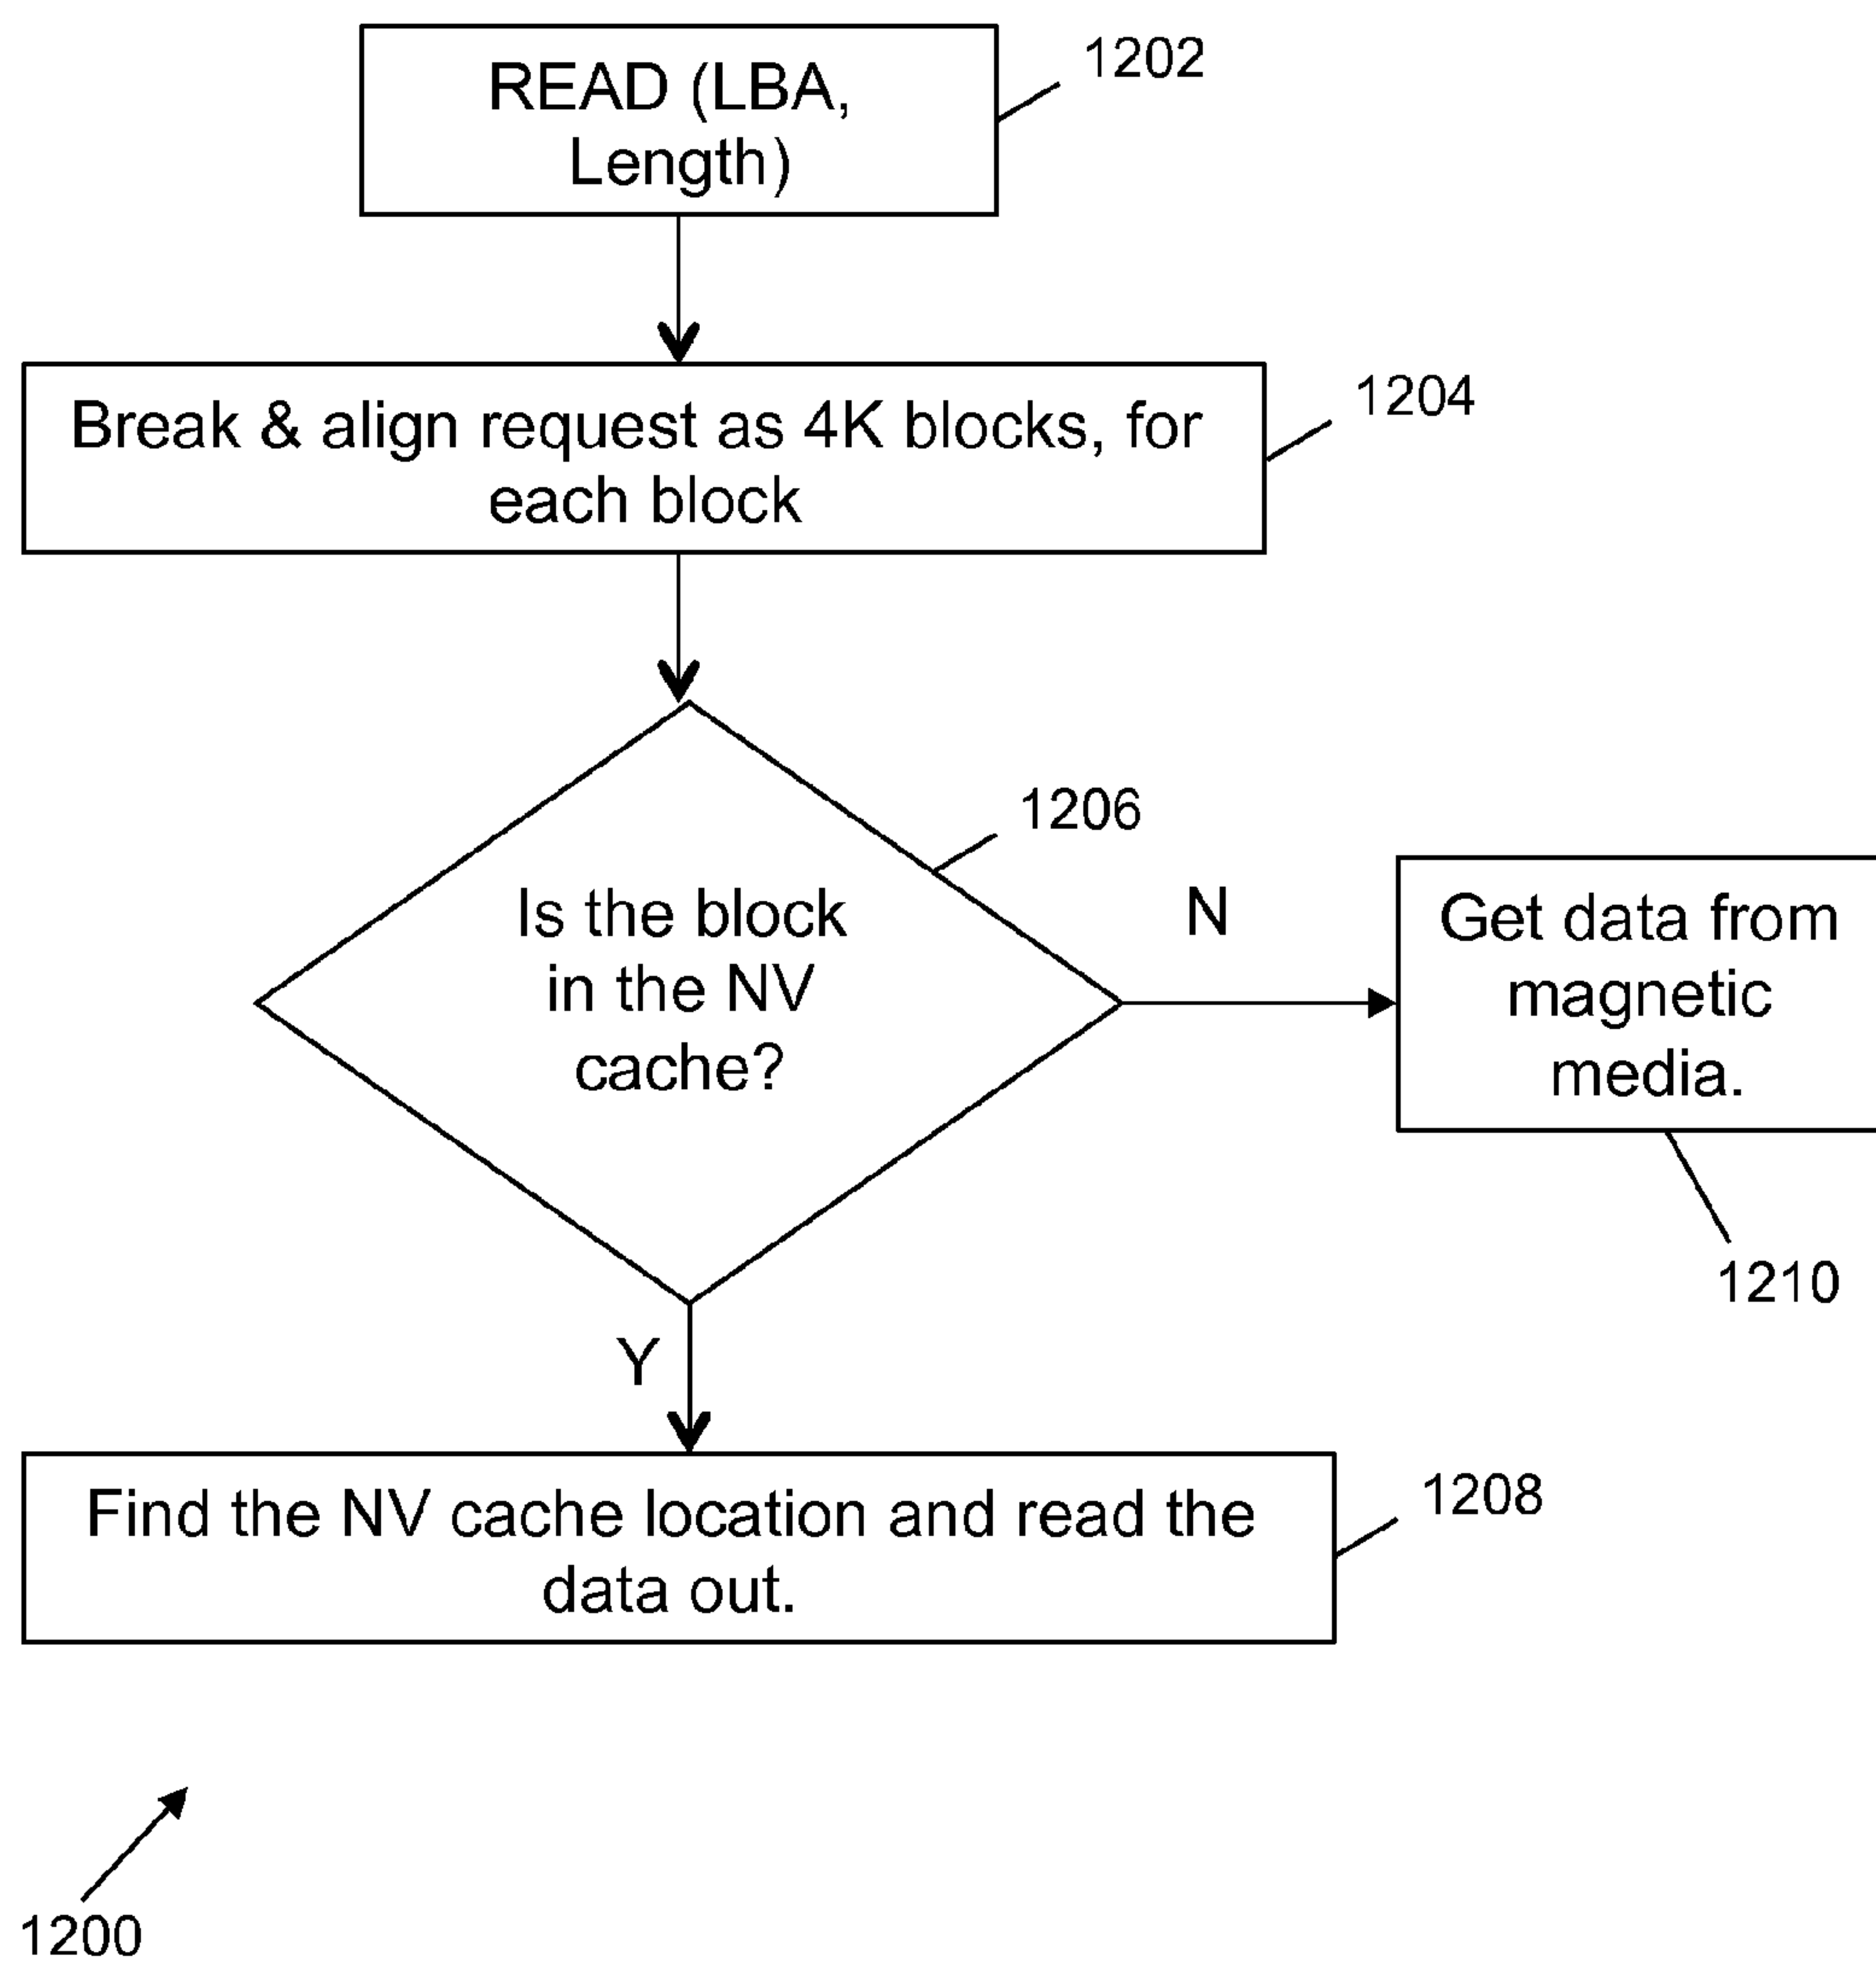 READ (LBA,
Length)
1202
Break & align request as 4K blocks, for
each block
1204
Is the block
in the NV
cache?
1206
N
Get data from
magnetic
media.
1210
Y
Find the NV cache location and read the
data out.
1208
1200